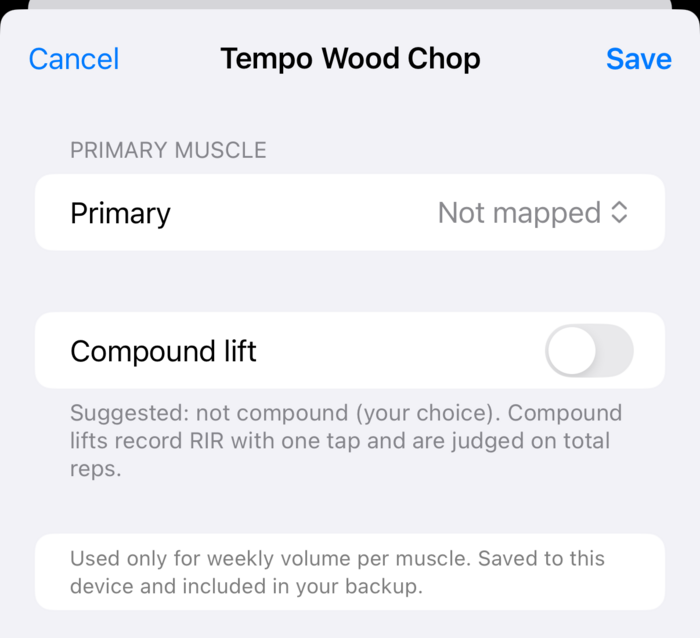 Cancel Tempo Wood Chop Save
PRIMARY MUSCLE
Primary Not mapped
Compound lift
Suggested: not compound (your choice). Compound
lifts record RIR with one tap and are judged on total
reps.
Used only for weekly volume per muscle. Saved to this
device and included in your backup.